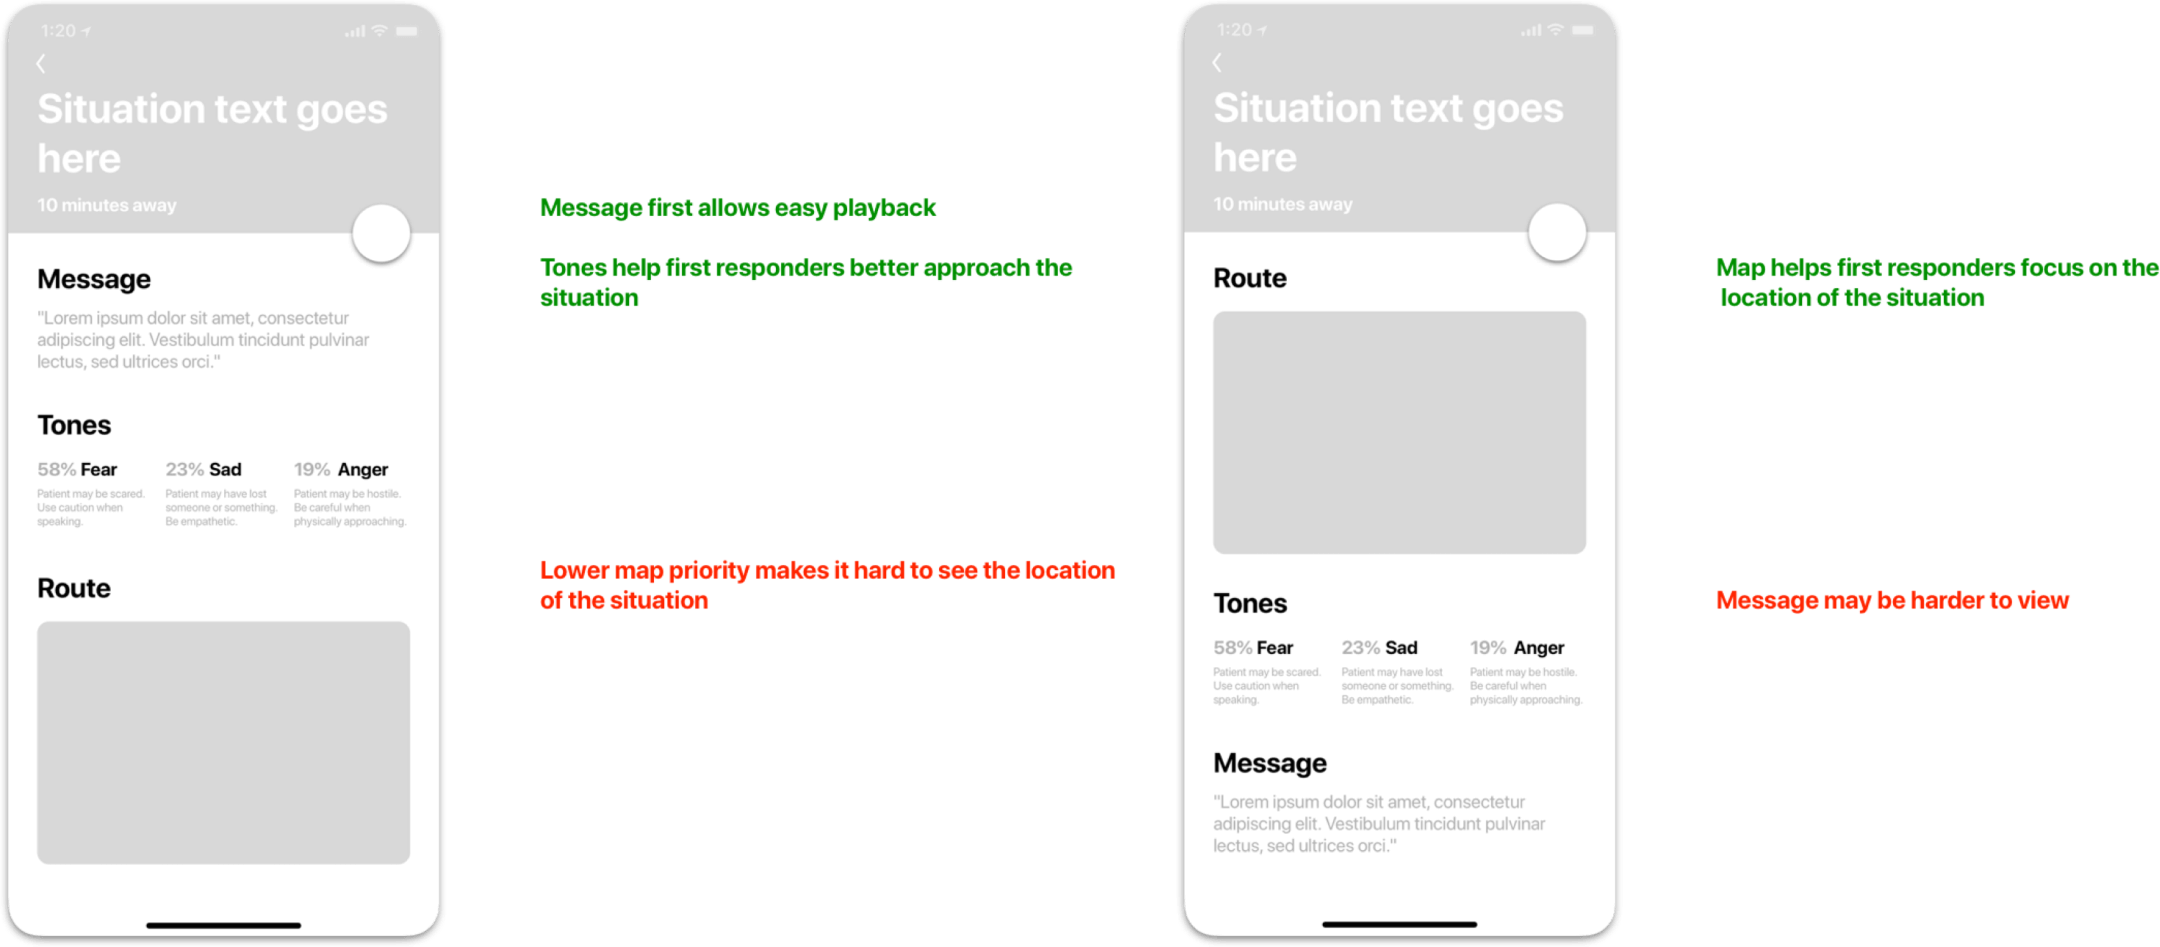 1:20
Situation text goes
here
10 minutes away
Message
"Lorem ipsum dolor sit amet, consectetur
adipiscing elit. Vestibulum tincidunt pulvinar
lectus, sed ultrices orci."
Tones
58% Fear
Patient may be scared.
Use caution when
speaking.
23% Sad
Patient may have lost
someone or something.
Be empathetic.
19% Anger
Patient may be hostile.
Be careful when
physically approaching.
Route
Message first allows easy playback
Tones help first responders better approach the
situation
Lower map priority makes it hard to see the location
of the situation
1:20
Situation text goes
here
10 minutes away
Route
Tones
58% Fear
Patient may be scared.
Use caution when
speaking.
23% Sad
Patient may have lost
someone or something.
Be empathetic.
19% Anger
Patient may be hostile.
Be careful when
physically approaching.
Message
"Lorem ipsum dolor sit amet, consectetur
adipiscing elit. Vestibulum tincidunt pulvinar
lectus, sed ultrices orci."
Map helps first responders focus on the
location of the situation
Message may be harder to view